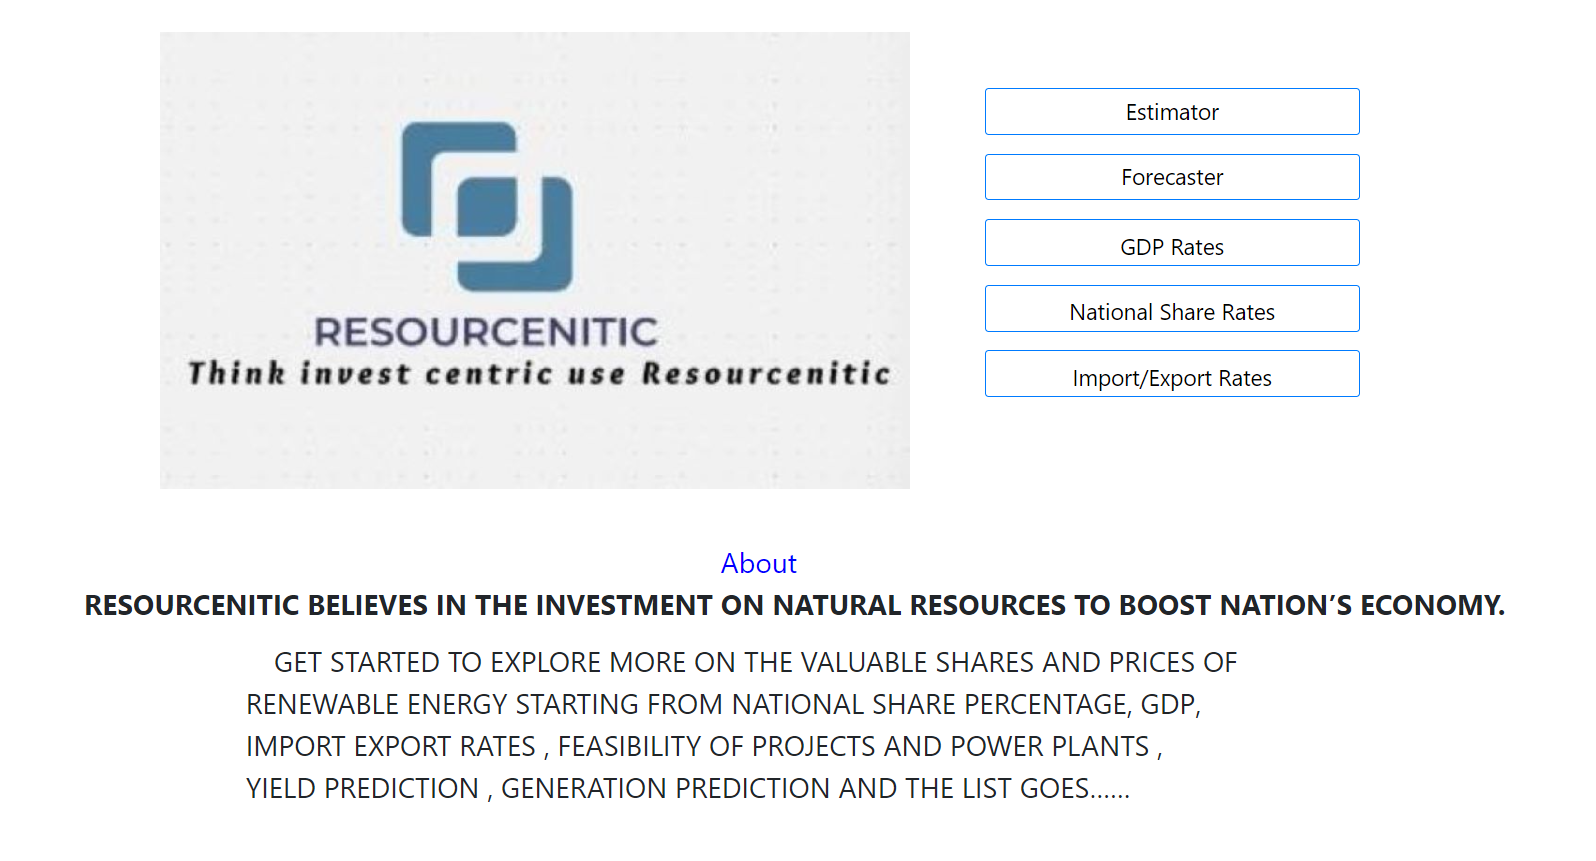 RESOURCENITIC
Think invest centric use Resourcenitic
Estimator
Forecaster
GDP Rates
National Share Rates
Import/Export Rates
About
RESOURCENITIC BELIEVES IN THE INVESTMENT ON NATURAL RESOURCES TO BOOST NATION’S ECONOMY.
GET STARTED TO EXPLORE MORE ON THE VALUABLE SHARES AND PRICES OF
RENEWABLE ENERGY STARTING FROM NATIONAL SHARE PERCENTAGE, GDP,
IMPORT EXPORT RATES , FEASIBILITY OF PROJECTS AND POWER PLANTS ,
YIELD PREDICTION , GENERATION PREDICTION AND THE LIST GOES......